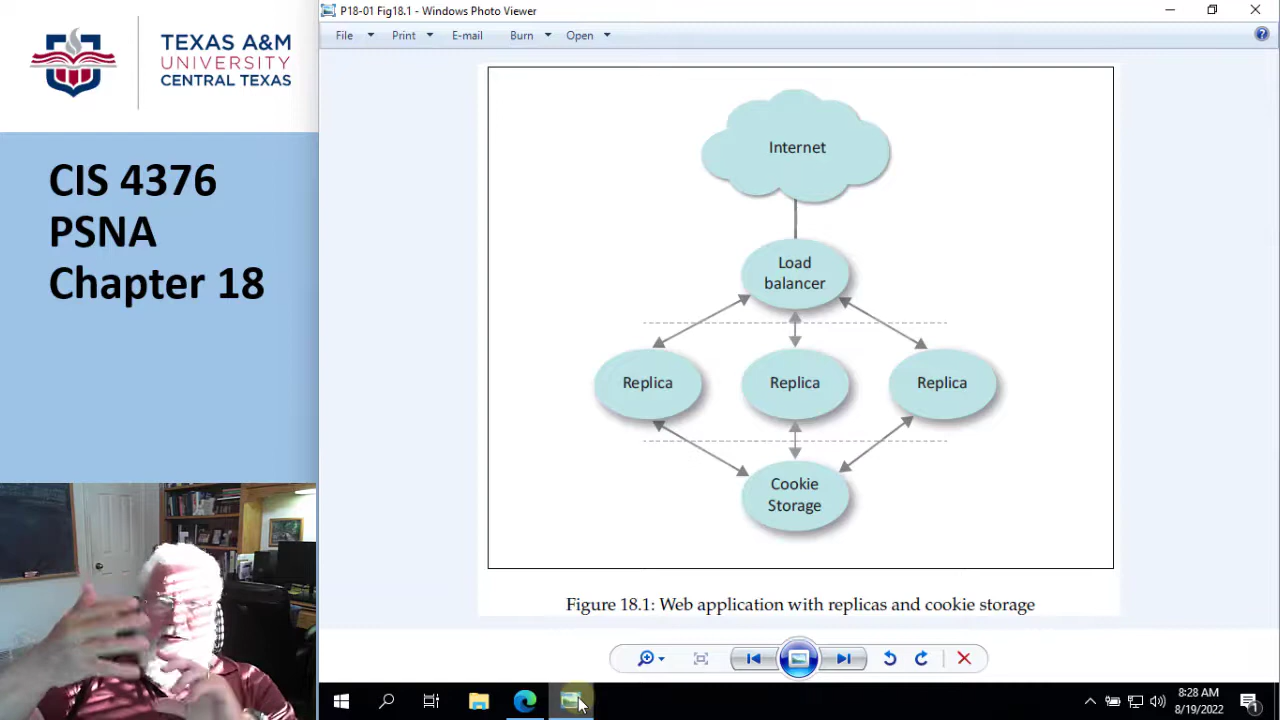 P18-01 Fig18.1 - Windows Photo Viewer
File Print E-mail Burn Open
TEXAS A&M
UNIVERSITY
CENTRAL TEXAS
CIS 4376
PSNA
Chapter 18
Internet
Load
balancer
Replica Replica Replica
Cookie
Storage
Figure 18.1: Web application with replicas and cookie storage
8:28 AM
8/19/2022
1